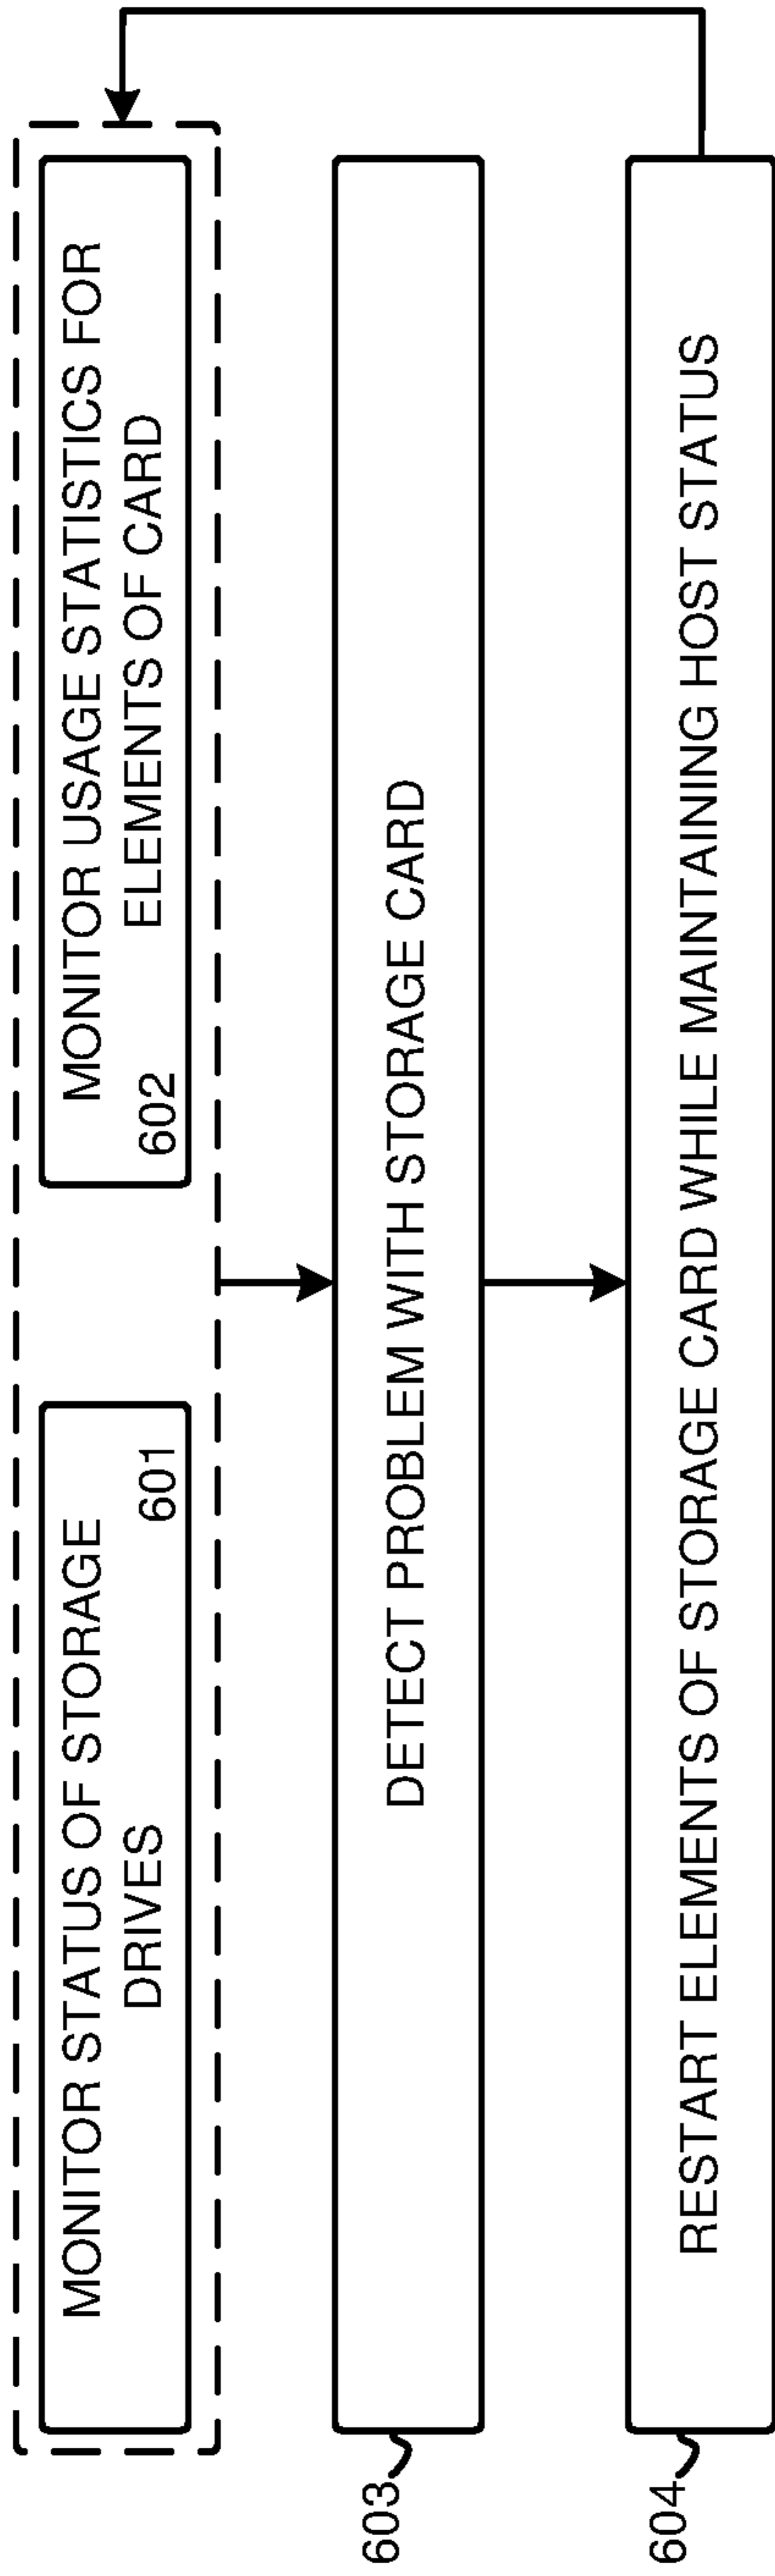 MONITOR STATUS OF STORAGE
DRIVES
601
MONITOR USAGE STATISTICS FOR
ELEMENTS OF CARD
602
603
DETECT PROBLEM WITH STORAGE CARD
604
RESTART ELEMENTS OF STORAGE CARD WHILE MAINTAINING HOST STATUS